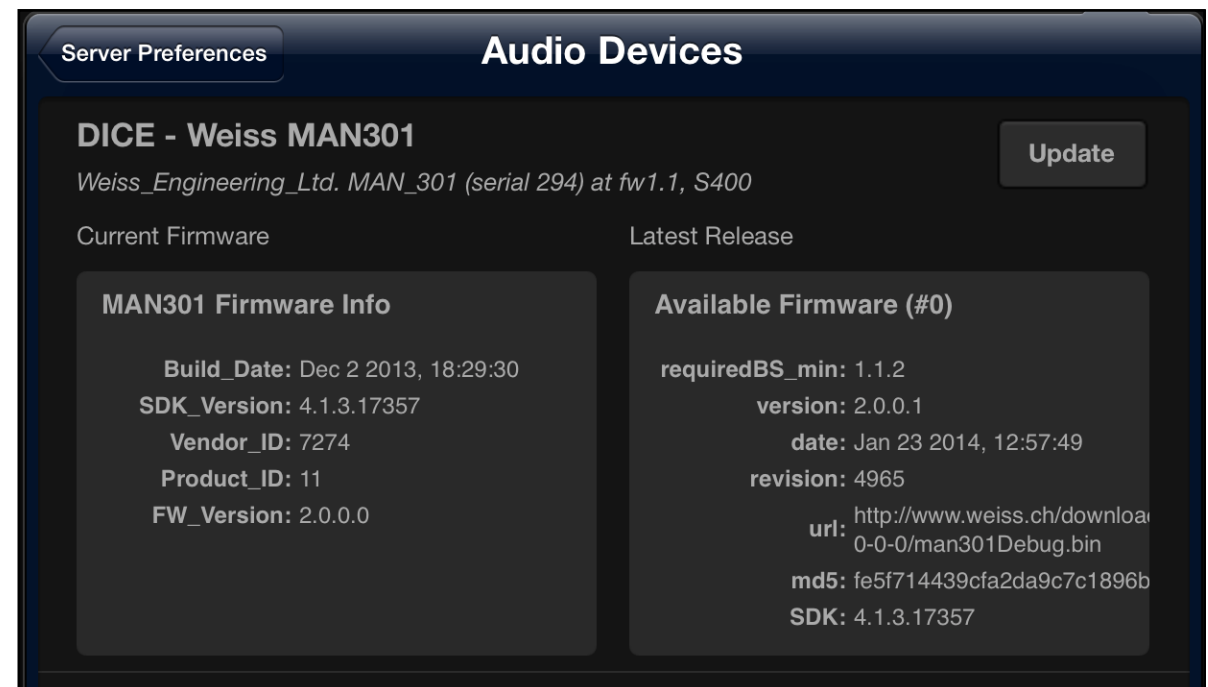 Server Preferences
Audio Devices
DICE - Weiss MAN301
Update
Weiss_Engineering_Ltd. MAN_301 (serial 294) at fw1.1, S400
Current Firmware
Latest Release
MAN301 Firmware Info
Build_Date: Dec 2 2013, 18:29:30
SDK_Version: 4.1.3.17357
Vendor_ID: 7274
Product_ID: 11
FW_Version: 2.0.0.0
Available Firmware (#0)
requiredBS_min: 1.1.2
version: 2.0.0.1
date: Jan 23 2014, 12:57:49
revision: 4965
url: http://www.weiss.ch/downloa
0-0-0/man301Debug.bin
md5: fe5f714439cfa2da9c7c1896b
SDK: 4.1.3.17357